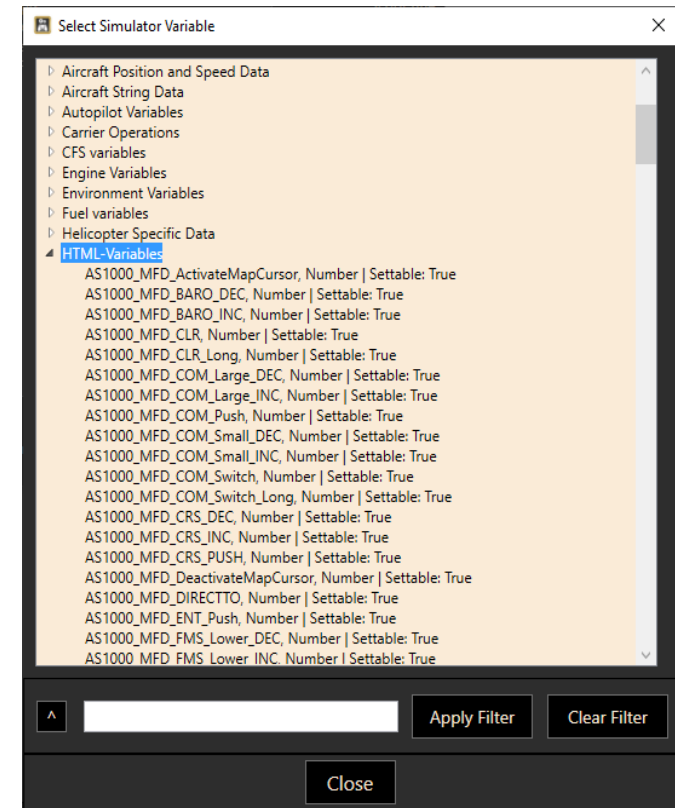 Select Simulator Variable
Aircraft Position and Speed Data
Aircraft String Data
Autopilot Variables
Carrier Operations
CFS variables
Engine Variables
Environment Variables
Fuel variables
Helicopter Specific Data
HTML-Variables
AS1000_MFD_ActivateMapCursor, Number | Settable: True
AS1000_MFD_BARO_DEC, Number | Settable: True
AS1000_MFD_BARO_INC, Number | Settable: True
AS1000_MFD_CLR, Number | Settable: True
AS1000_MFD_CLR_Long, Number | Settable: True
AS1000_MFD_COM_Large_DEC, Number | Settable: True
AS1000_MFD_COM_Large_INC, Number | Settable: True
AS1000_MFD_COM_Push, Number | Settable: True
AS1000_MFD_COM_Small_DEC, Number | Settable: True
AS1000_MFD_COM_Small_INC, Number | Settable: True
AS1000_MFD_COM_Switch, Number | Settable: True
AS1000_MFD_COM_Switch_Long, Number | Settable: True
AS1000_MFD_CRS_DEC, Number | Settable: True
AS1000_MFD_CRS_INC, Number | Settable: True
AS1000_MFD_CRS_PUSH, Number | Settable: True
AS1000_MFD_DeactivateMapCursor, Number | Settable: True
AS1000_MFD_DIRECTTO, Number | Settable: True
AS1000_MFD_ENT_Push, Number | Settable: True
AS1000_MFD_FMS_Lower_DEC, Number | Settable: True
AS1000_MFD_FMS_Lower_INC, Number | Settable: True
^ Apply Filter Clear Filter
Close